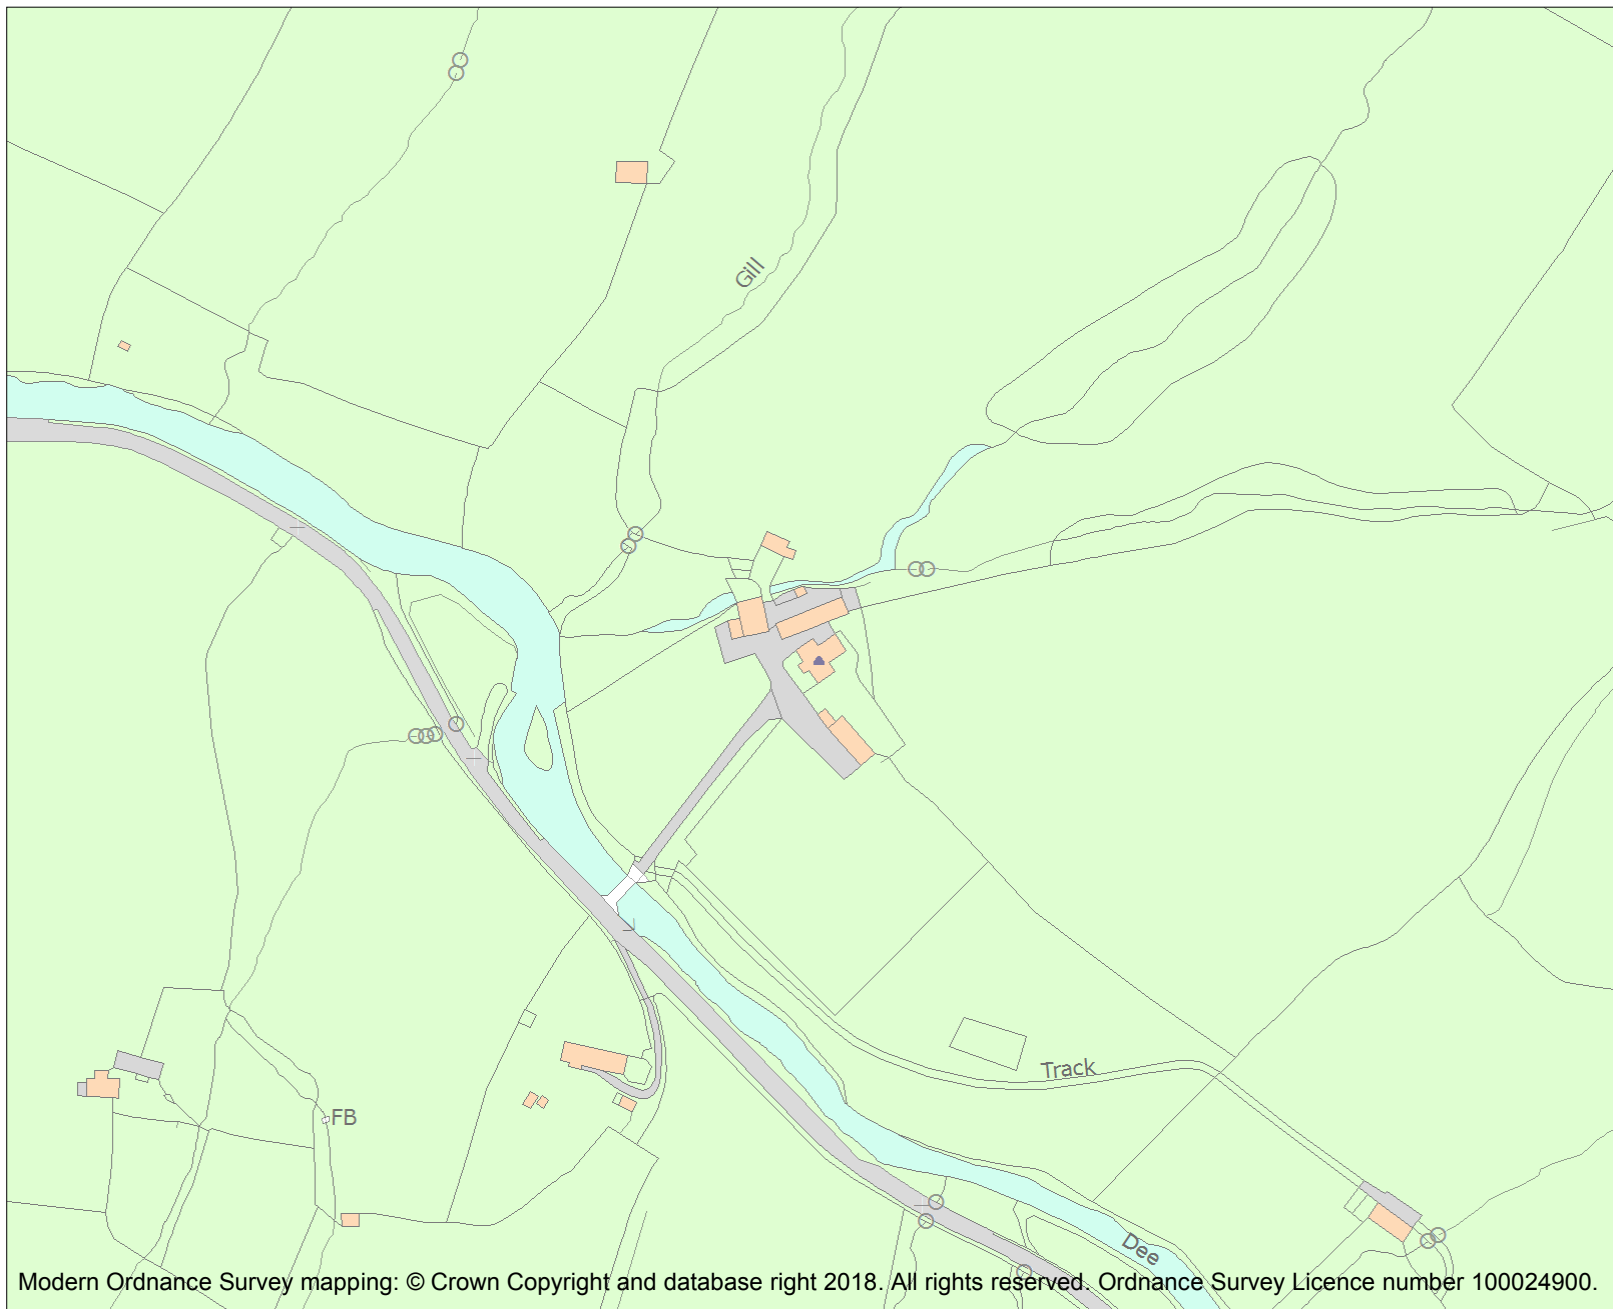 Gill
Track
FB
Dee
Modern Ordnance Survey mapping: © Crown Copyright and database right 2018. All rights reserved. Ordnance Survey Licence number 100024900.